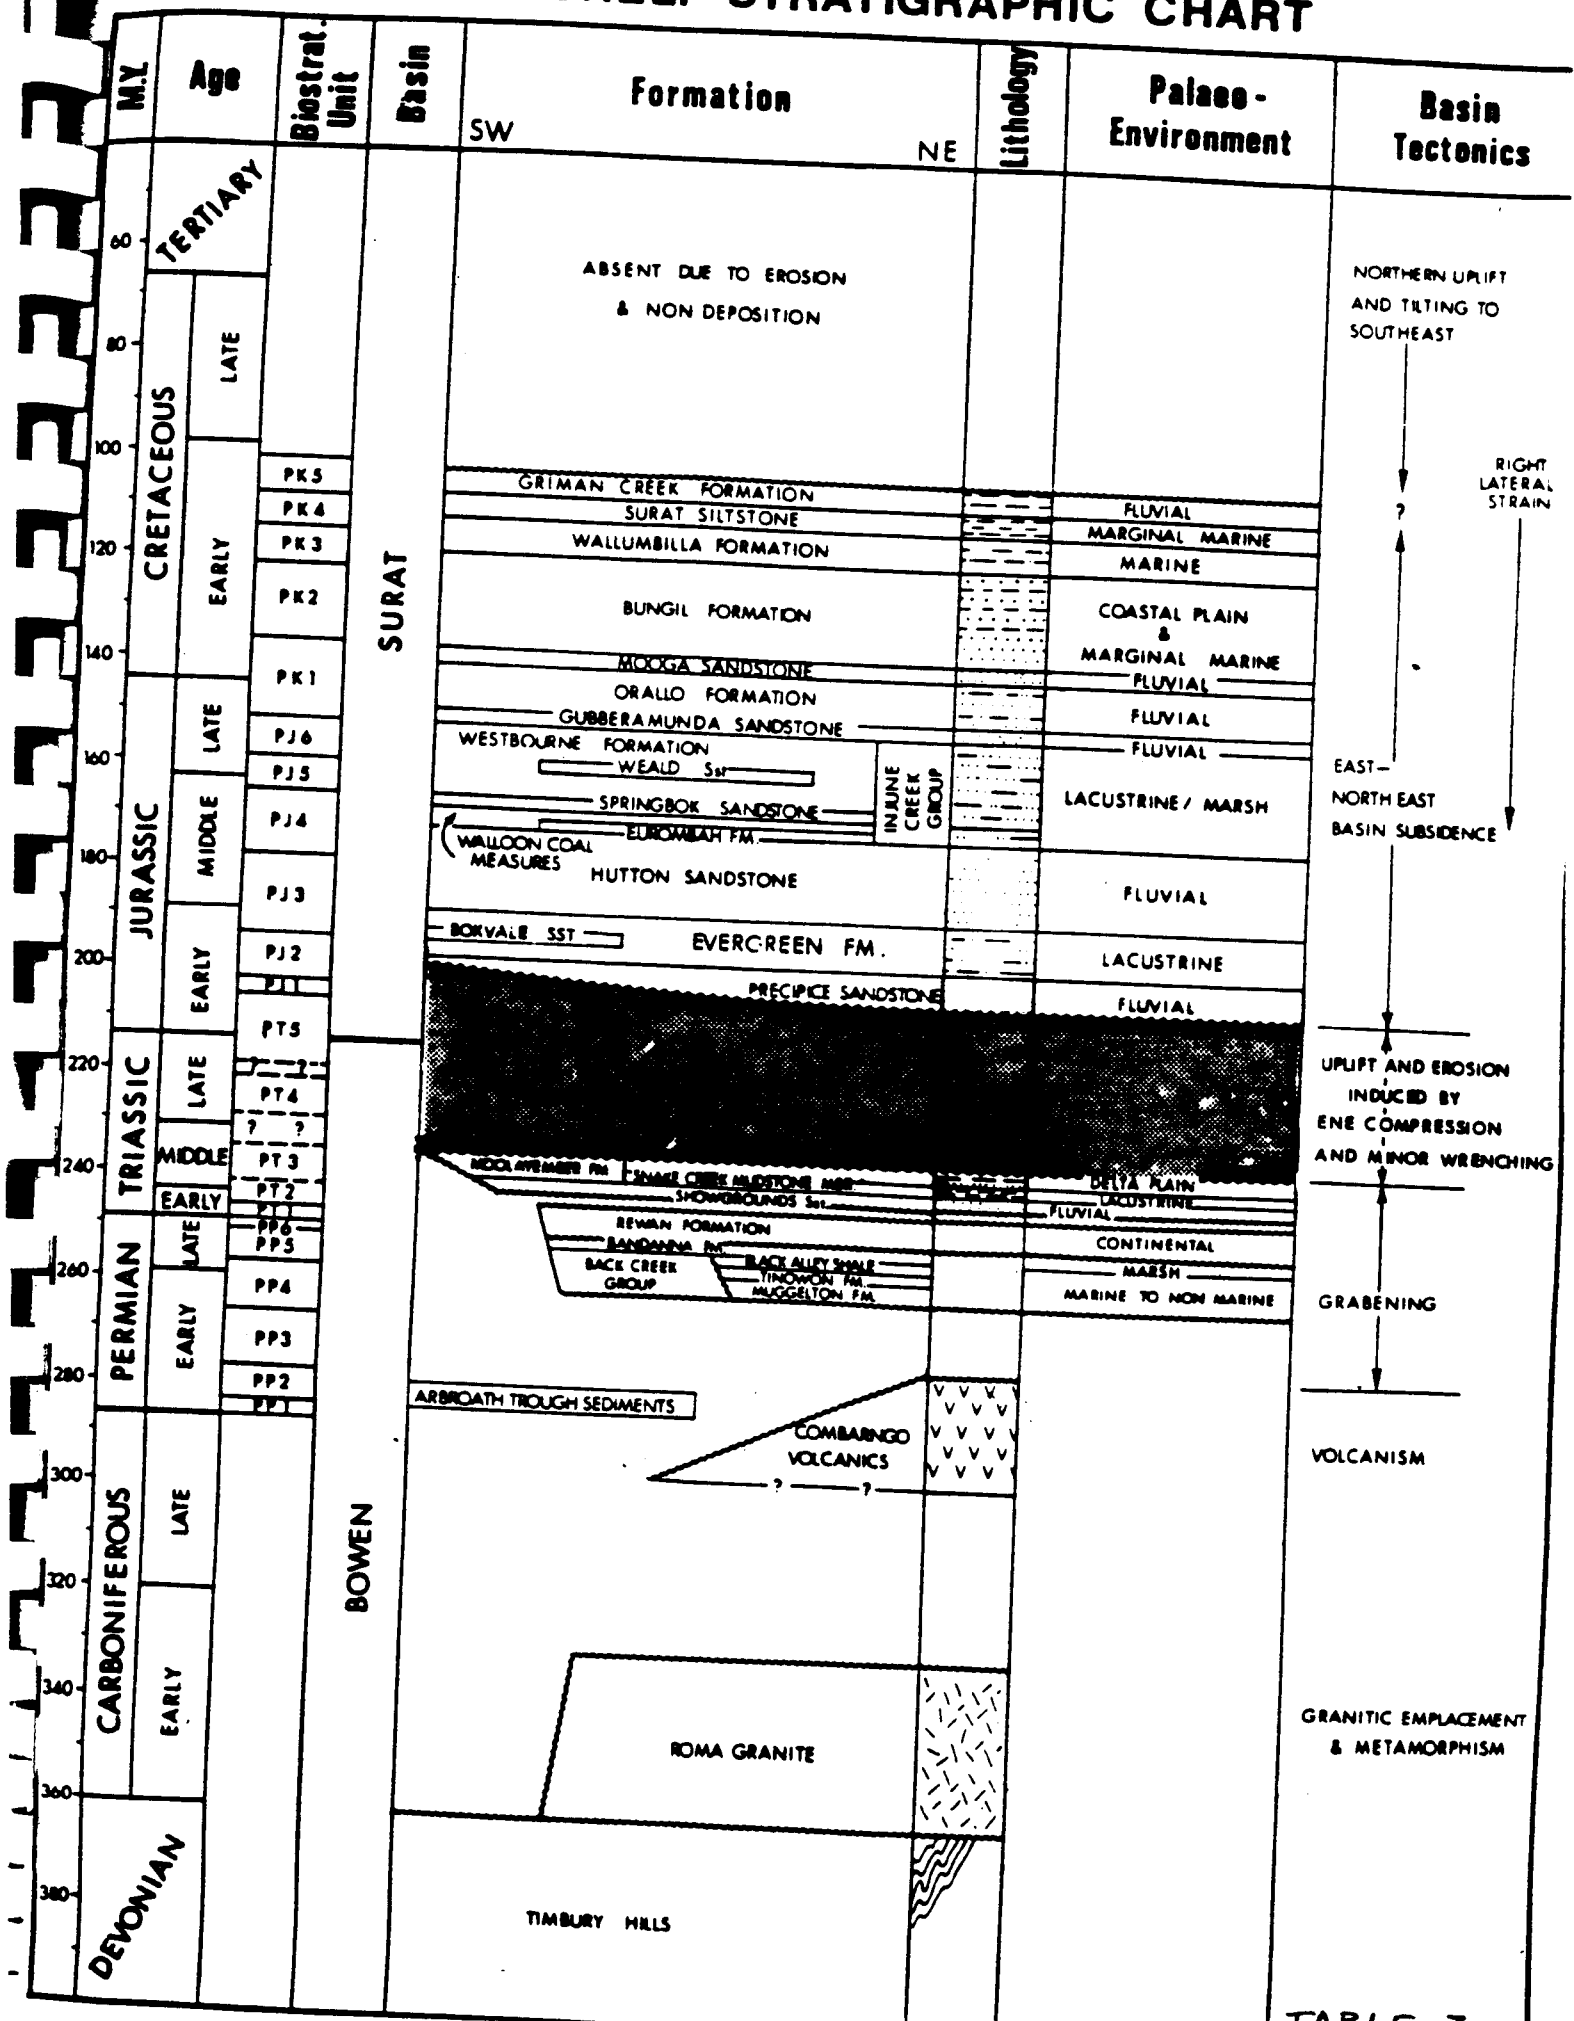 STRATIGRAPHIC CHART
M.Y.
Age
Biostrat.
Unit
Basin
Formation
SW
NE
Lithology
Palaeo-
Environment
Basin
Tectonics
60
80
100
120
140
160
180
200
220
240
260
280
300
320
340
360
380
TERTIARY
CRETACEOUS
LATE
EARLY
JURASSIC
LATE
MIDDLE
EARLY
TRIASSIC
LATE
MIDDLE
EARLY
PERMIAN
LATE
EARLY
CARBONIFEROUS
LATE
EARLY
DEVONIAN
PK5
PK4
PK3
PK2
PK1
PJ6
PJ5
PJ4
PJ3
PJ2
PJ1
PT5
? ?
PT4
? ?
PT3
PT2
PT1
PP6
PP5
PP4
PP3
PP2
PP1
SURAT
BOWEN
ABSENT DUE TO EROSION
& NON DEPOSITION
GRIMAN CREEK FORMATION
SURAT SILTSTONE
WALLUMBILLA FORMATION
BUNGIL FORMATION
MOOGA SANDSTONE
ORALLO FORMATION
GUBBERAMUNDA SANDSTONE
WESTBOURNE FORMATION
WEALD Sst
SPRINGBOK SANDSTONE
EUROMBAH FM.
INJUNE
CREEK
GROUP
WALLOON COAL
MEASURES
HUTTON SANDSTONE
BOXVALE SST
EVERGREEN FM.
PRECIPICE SANDSTONE
MOOLAYEMBER FM
SNAKE CREEK MUDSTONE MBR
SHOWGROUNDS Sst
REWAN FORMATION
BANDANNA FM.
BACK CREEK
GROUP
BLACK ALLEY SHALE
TINOWON FM.
MUGGELTON FM.
ARBROATH TROUGH SEDIMENTS
COMBARNGO
VOLCANICS
? ?
ROMA GRANITE
TIMBURY HILLS
FLUVIAL
MARGINAL MARINE
MARINE
COASTAL PLAIN
&
MARGINAL MARINE
FLUVIAL
FLUVIAL
FLUVIAL
LACUSTRINE/ MARSH
FLUVIAL
LACUSTRINE
FLUVIAL
DELTA PLAIN
LACUSTRINE
FLUVIAL
CONTINENTAL
MARSH
MARINE TO NON MARINE
NORTHERN UPLIFT
AND TILTING TO
SOUTHEAST
?
RIGHT
LATERAL
STRAIN
EAST-
NORTH EAST
BASIN SUBSIDENCE
UPLIFT AND EROSION
INDUCED BY
ENE COMPRESSION
AND MINOR WRENCHING
GRABENING
VOLCANISM
GRANITIC EMPLACEMENT
& METAMORPHISM